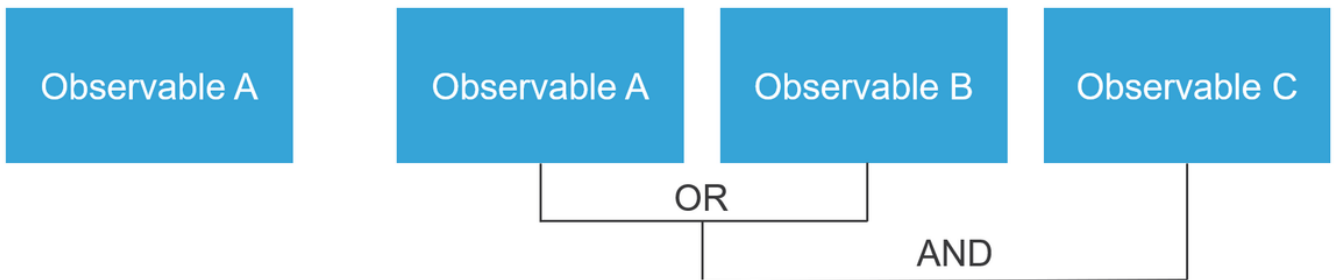 Observable A
Observable A
Observable B
Observable C
OR
AND